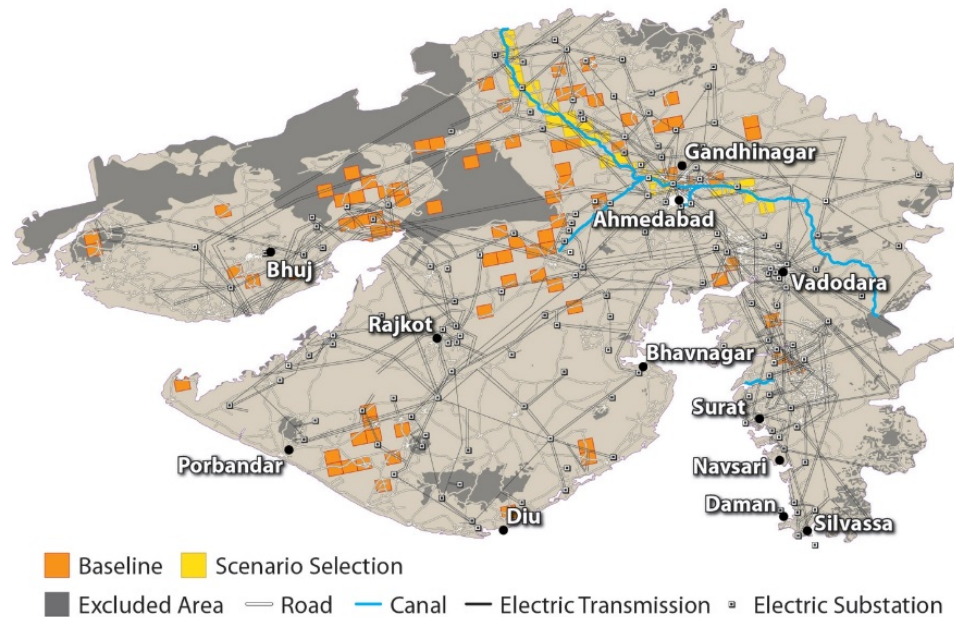 Gandhinagar
Ahmedabad
Bhuj
Vadodara
Rajkot
Bhavnagar
Surat
Porbandar
Navsari
Daman
Diu
Silvassa
Baseline Scenario Selection
Excluded Area Road Canal Electric Transmission Electric Substation